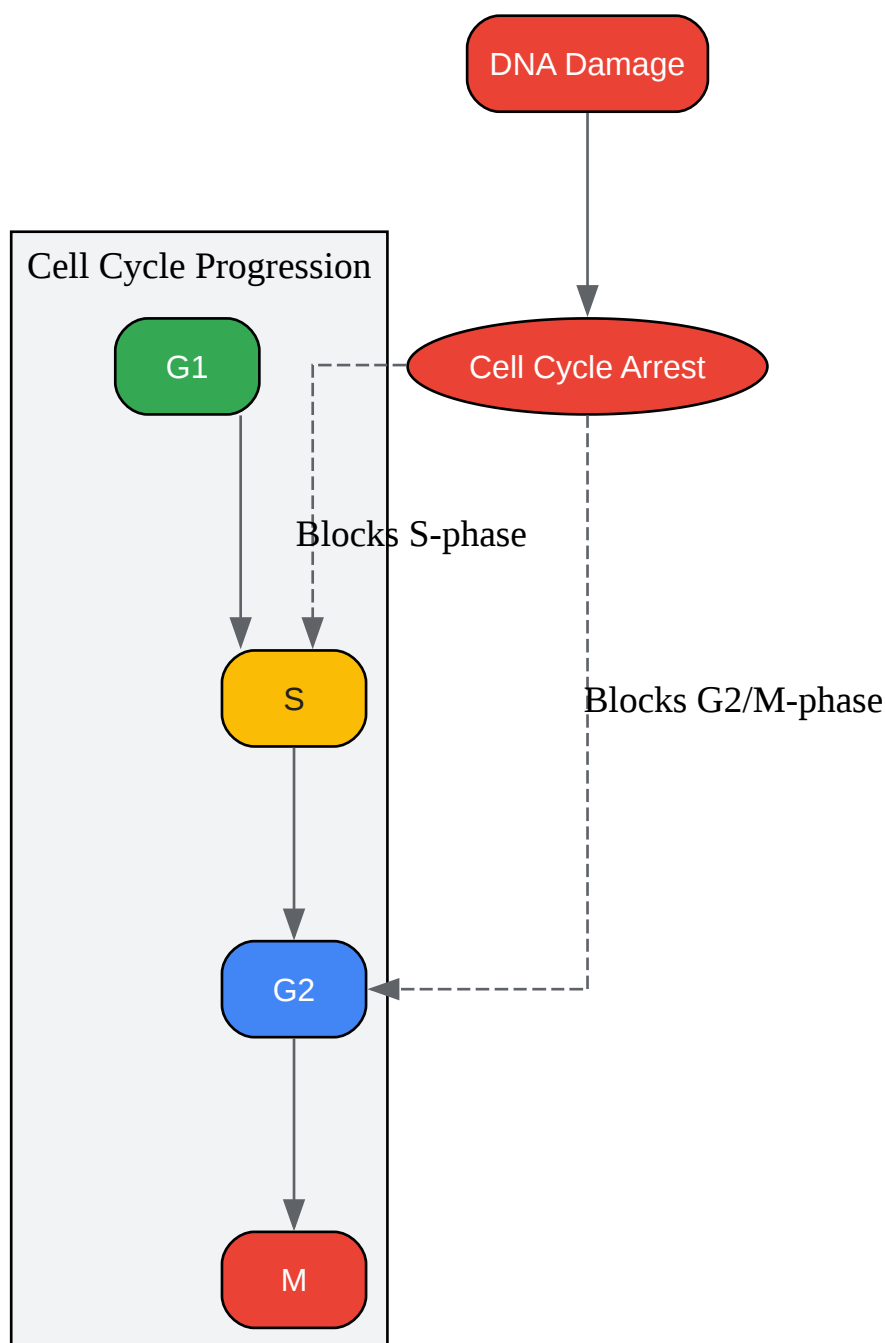 DNA Damage
Cell Cycle Progression
G1
Cell Cycle Arrest
Blocks S-phase
S
Blocks G2/M-phase
G2
M